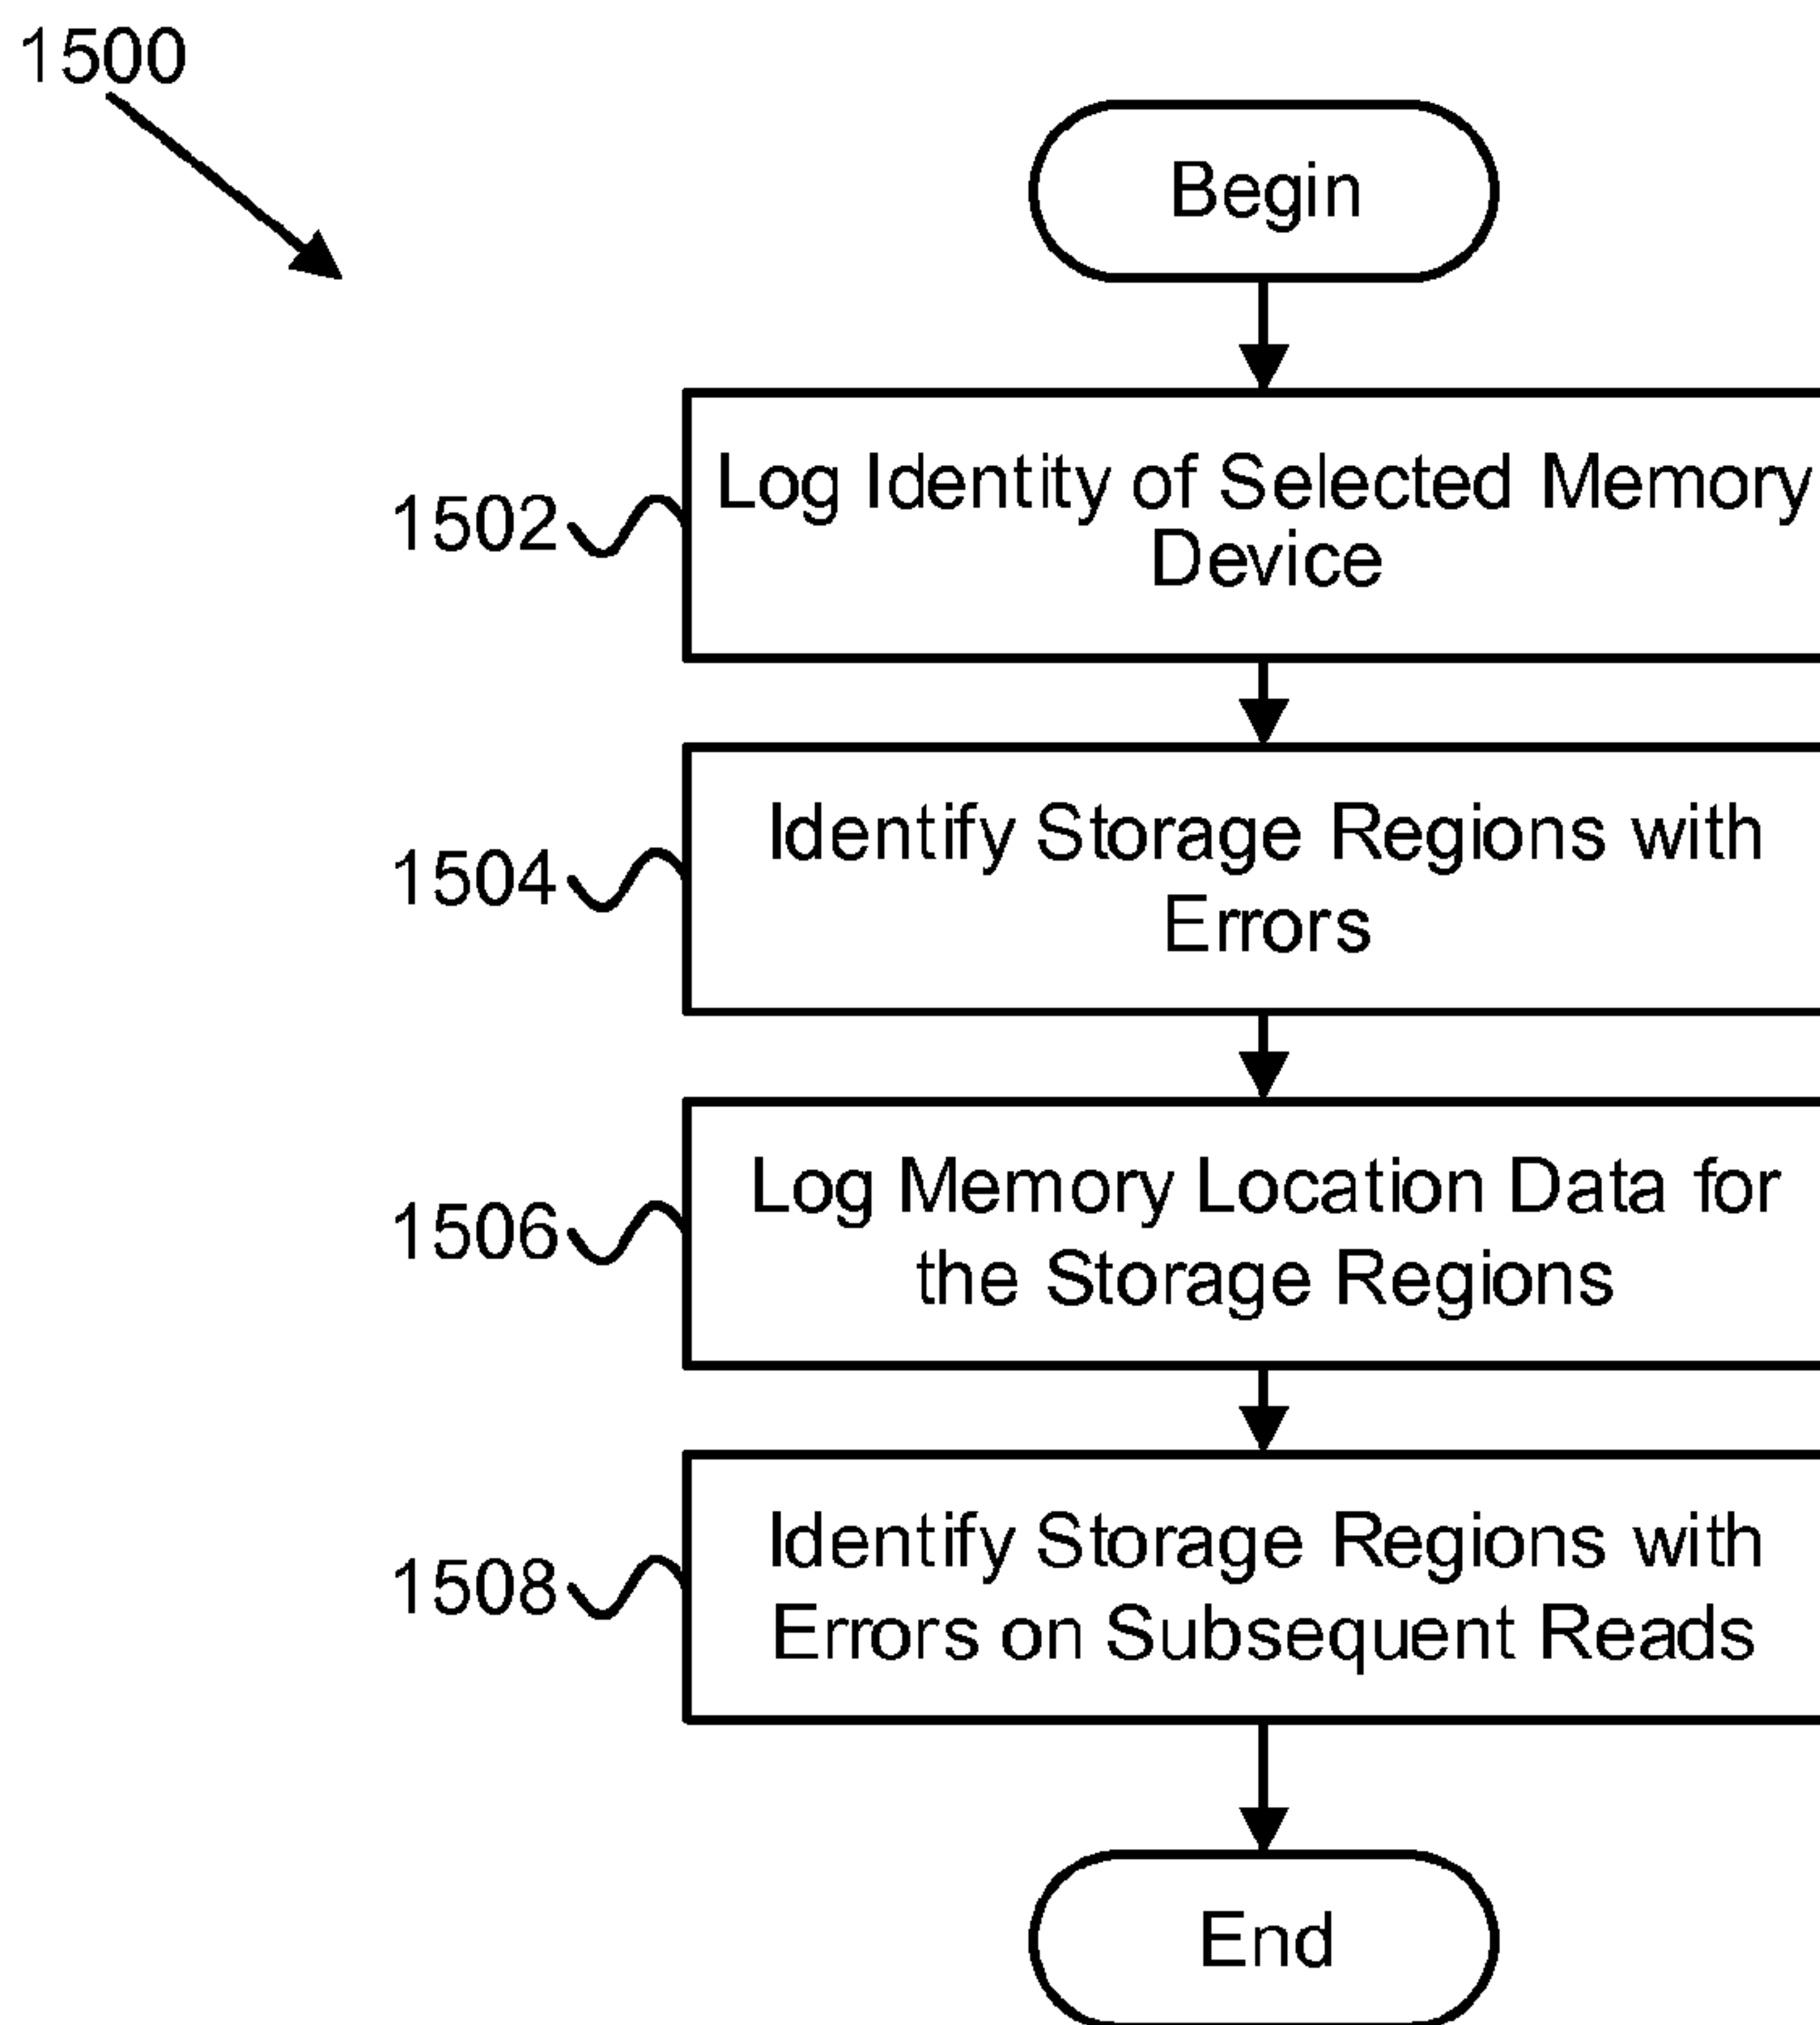 1500
Begin
1502
Log Identity of Selected Memory
Device
1504
Identify Storage Regions with
Errors
1506
Log Memory Location Data for
the Storage Regions
1508
Identify Storage Regions with
Errors on Subsequent Reads
End